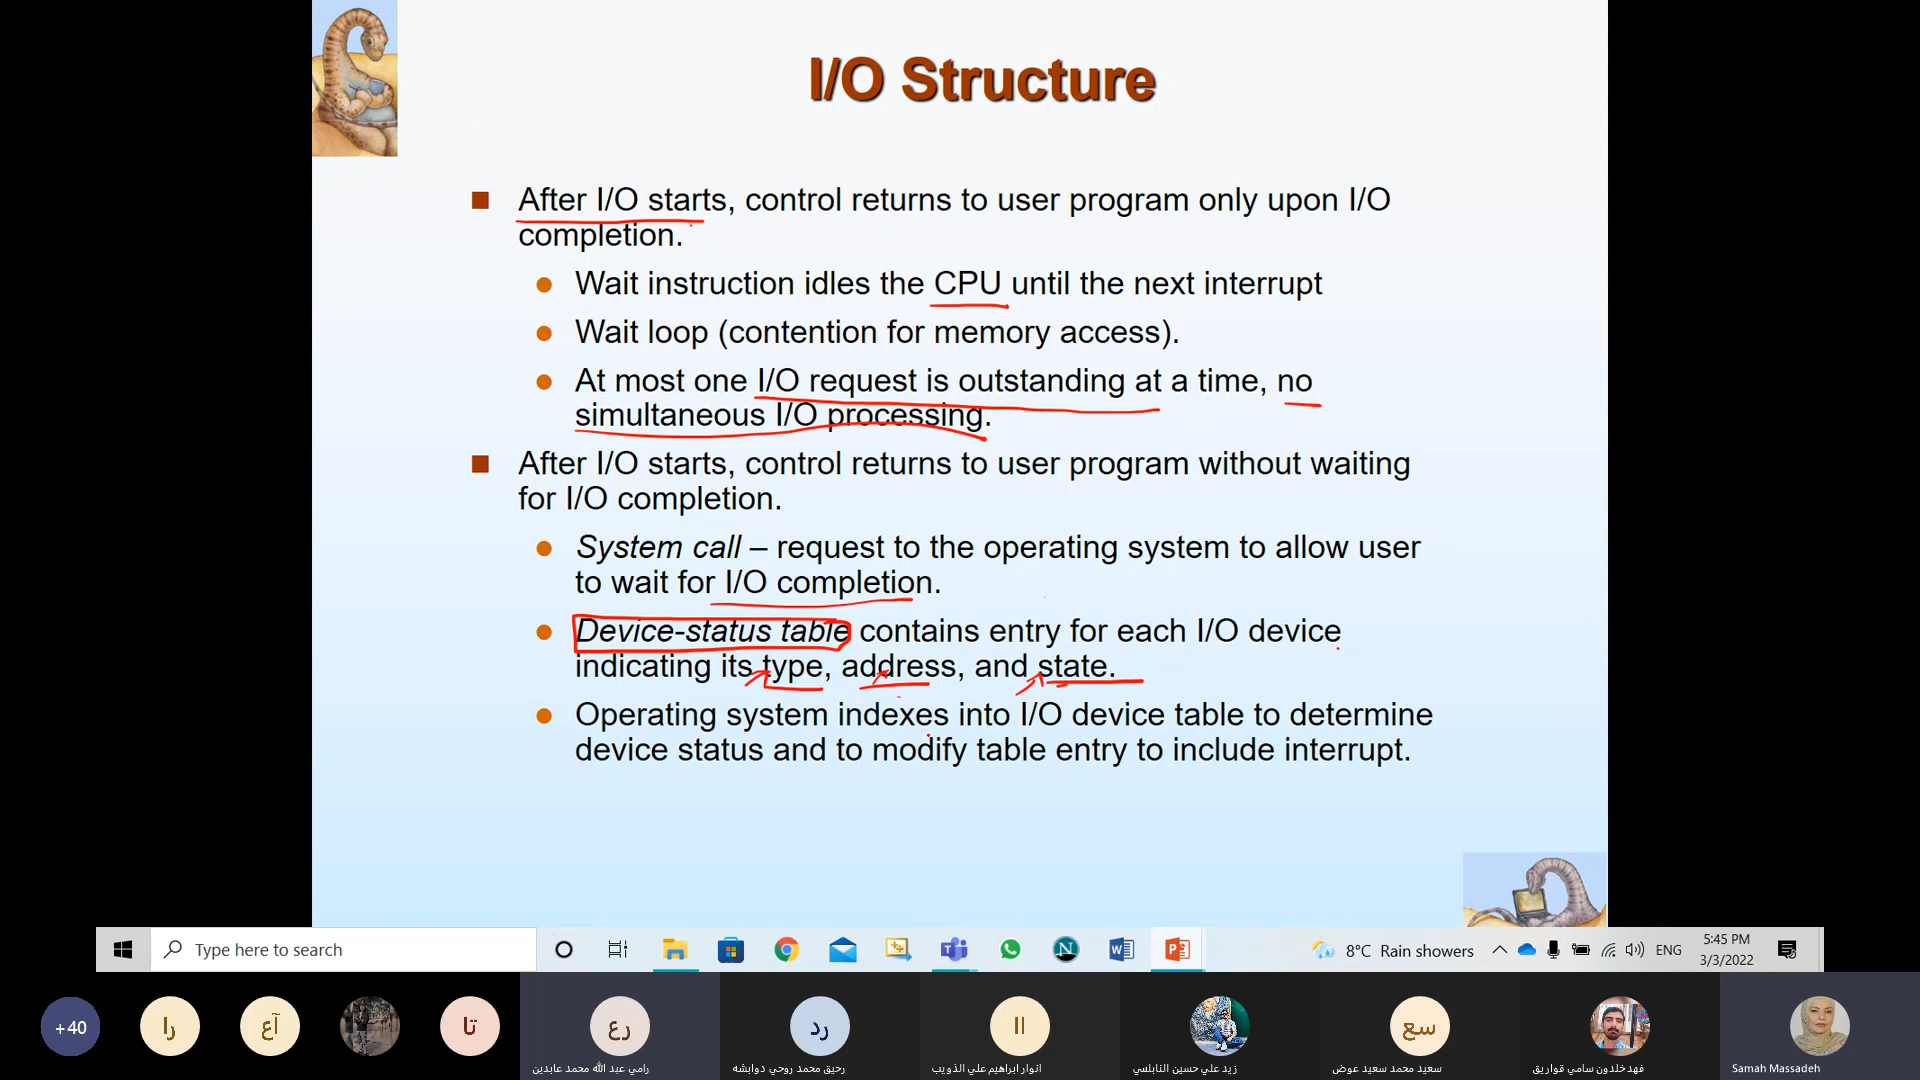 I/O Structure
After I/O starts, control returns to user program only upon I/O
completion.
Wait instruction idles the CPU until the next interrupt
Wait loop (contention for memory access).
At most one I/O request is outstanding at a time, no
simultaneous I/O processing.
After I/O starts, control returns to user program without waiting
for I/O completion.
System call – request to the operating system to allow user
to wait for I/O completion.
Device-status table contains entry for each I/O device
indicating its type, address, and state.
Operating system indexes into I/O device table to determine
device status and to modify table entry to include interrupt.
Type here to search
8°C Rain showers
ENG
5:45 PM
3/3/2022
+40
را
آع
تا
رع
رد
اا
سع
رامي عبد الله محمد عابدين
رحيق محمد روحي دوابشه
انوار ابراهيم علي الذويب
زيد علي حسين النابلسي
سعيد محمد سعيد عوض
فهدخلدون سامي قواريق
Samah Massadeh